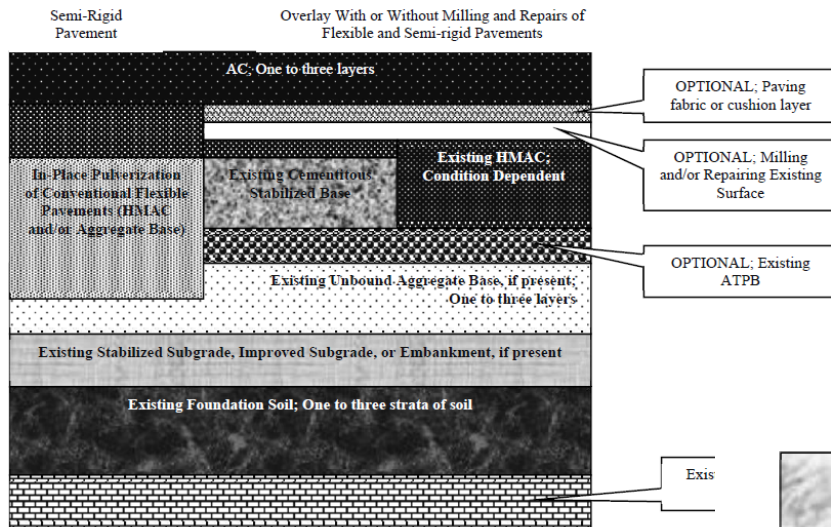 Semi-Rigid
Pavement
Overlay With or Without Milling and Repairs of
Flexible and Semi-rigid Pavements
AC; One to three layers
OPTIONAL; Paving
fabric or cushion layer
In-Place Pulverization
of Conventional Flexible
Pavements (HMAC
and/or Aggregate Base)
Existing Cementitous
Stabilized Base
Existing HMAC;
Condition Dependent
OPTIONAL; Milling
and/or Repairing Existing
Surface
OPTIONAL; Existing
ATPB
Existing Unbound Aggregate Base, if present;
One to three layers
Existing Stabilized Subgrade, Improved Subgrade, or Embankment, if present
Existing Foundation Soil; One to three strata of soil